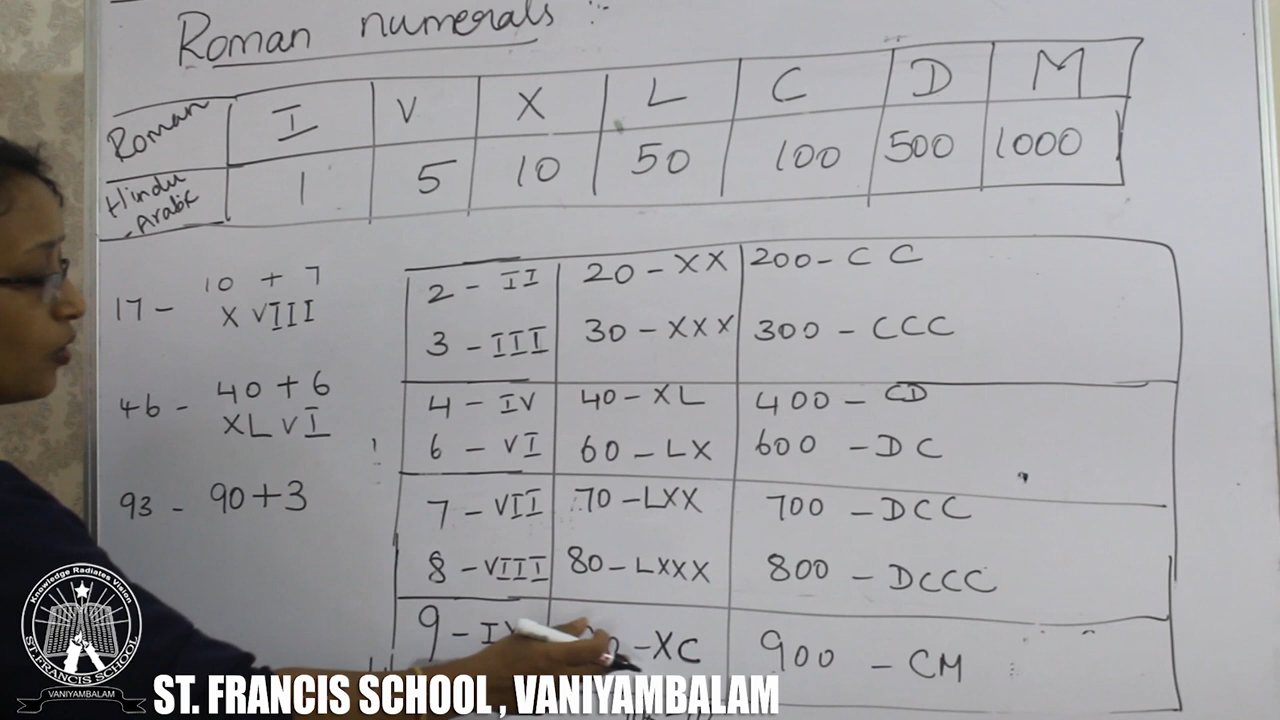 Roman numerals :-
Roman I V X L C D M
Hindu Arabic 1 5 10 50 100 500 1000
17 - 10 + 7
XVIII
46 - 40 + 6
XLVI
93 - 90+3
2 - II 20 - XX 200 - CC
3 - III 30 - XXX 300 - CCC
4 - IV 40 - XL 400 - CD
6 - VI 60 - LX 600 - DC
7 - VII 70 - LXX 700 - DCC
8 - VIII 80 - LXXX 800 - DCCC
9 - - XC 900 - CM
Knowledge Radiates Vision
ST.FRANCIS SCHOOL
VANIYAMBALAM
ST. FRANCIS SCHOOL , VANIYAMBALAM